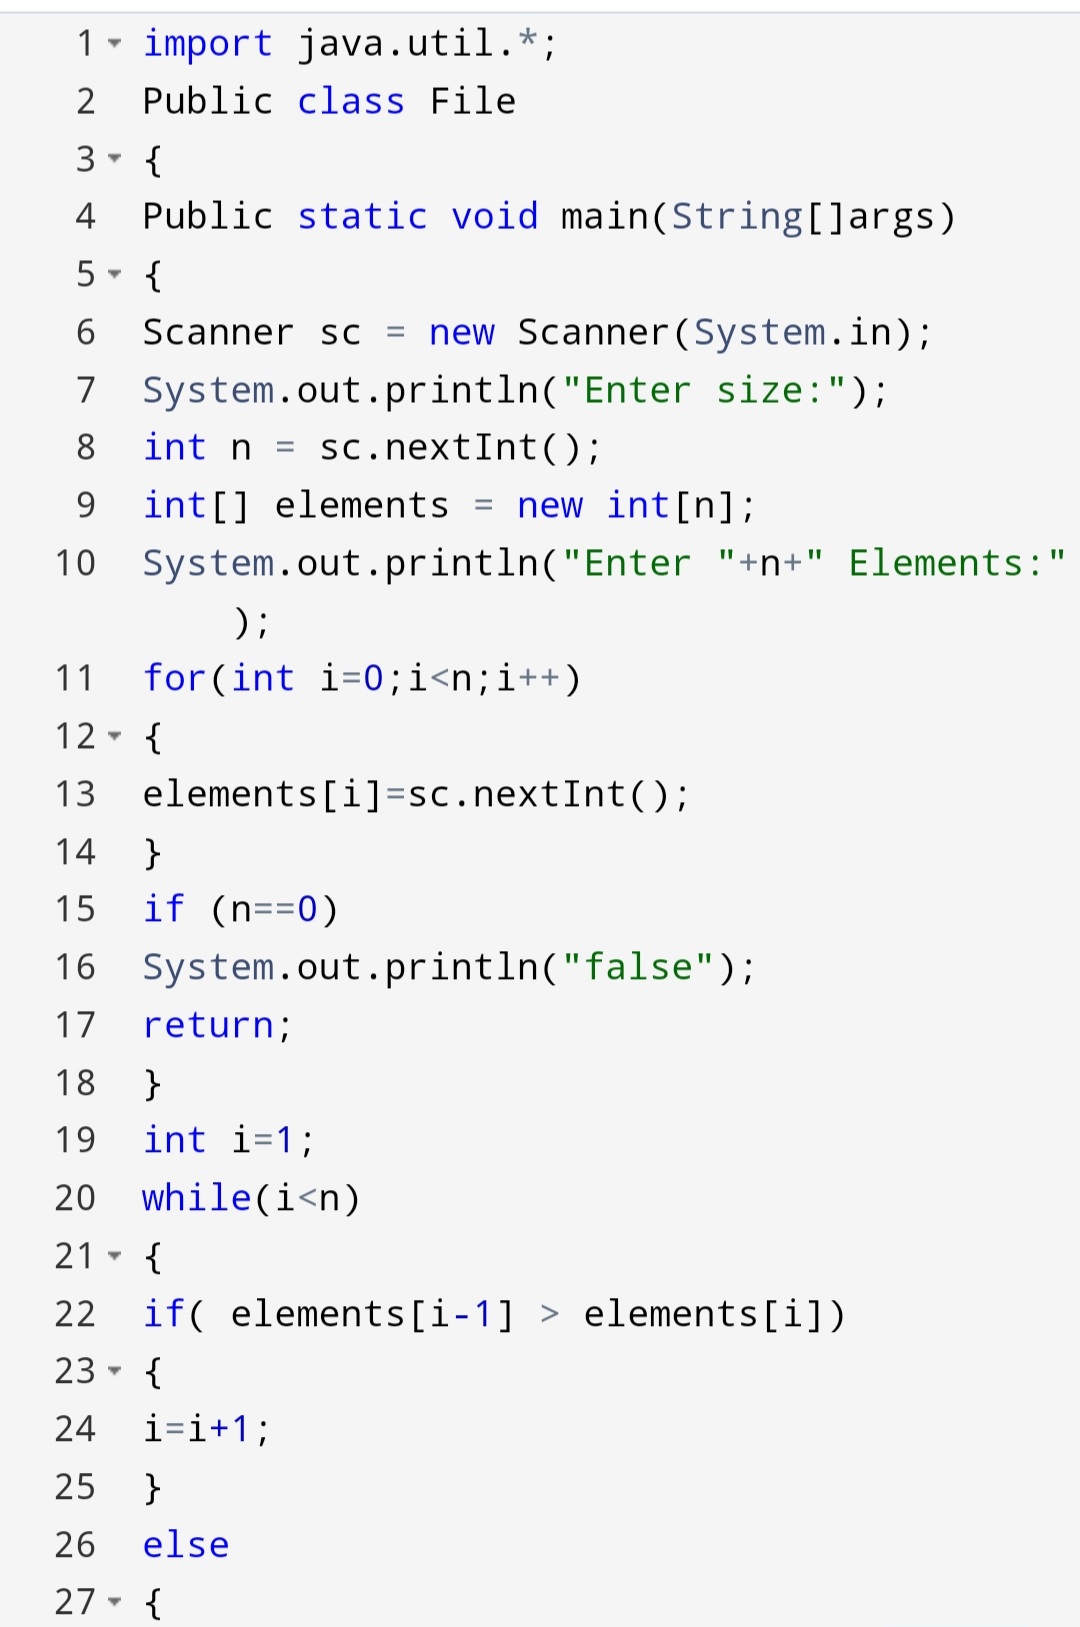 1 import java.util.*;
2 Public class File
3 {
4 Public static void main(String[]args)
5 {
6 Scanner sc = new Scanner(System.in);
7 System.out.println("Enter size:");
8 int n = sc.nextInt();
9 int[] elements = new int[n];
10 System.out.println("Enter "+n+" Elements:"
);
11 for(int i=0;i<n;i++)
12 {
13 elements[i]=sc.nextInt();
14 }
15 if (n==0)
16 System.out.println("false");
17 return;
18 }
19 int i=1;
20 while(i<n)
21 {
22 if( elements[i-1] > elements[i])
23 {
24 i=i+1;
25 }
26 else
27 {